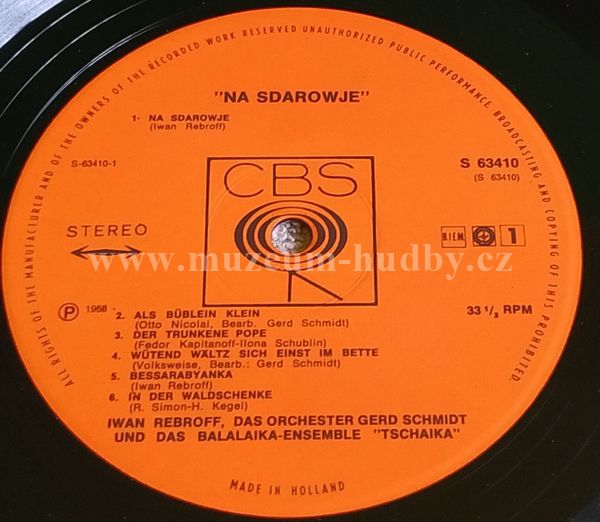 ALL RIGHTS OF THE MANUFACTURER AND OF THE OWNERS OF THE RECORDED WORK RESERVED UNAUTHORIZED PUBLIC PERFORMANCE, BROADCASTING AND COPYING OF THIS PROHIBITED.
"NA SDAROWJE"
1- NA SDAROWJE
(Iwan Rebroff)
S-63410-1
CBS
S 63410
(S 63410)
STEREO
B.I.E.M.
1
www.muzeum-hudby.cz
P 1968
33 1/3 RPM
2. ALS BÜBLEIN KLEIN
(Otto Nicolai, Bearb. Gerd Schmidt)
3. DER TRUNKENE POPE
(Fedor Kapitanoff-Ilona Schublin)
4. WÜTEND WÄLTZ SICH EINST IM BETTE
(Volksweise, Bearb.: Gerd Schmidt)
5. BESSARABYANKA
(Iwan Rebroff)
6. IN DER WALDSCHENKE
(R. Simon-H. Kegel)
IWAN REBROFF, DAS ORCHESTER GERD SCHMIDT
UND DAS BALALAIKA-ENSEMBLE "TSCHAIKA"
MADE IN HOLLAND